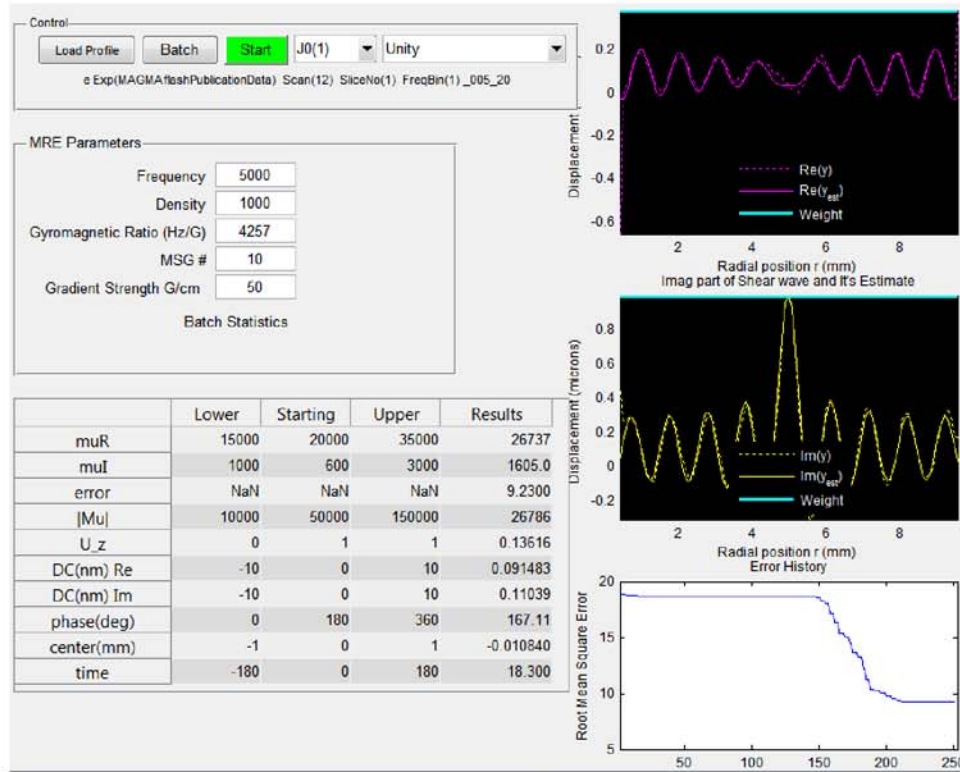 Control
Load Profile Batch Start J0(1) Unity
e Exp(MAGMAflashPublicationData) Scan(12) SliceNo(1) FreqBin(1) _005_20
MRE Parameters
Frequency 5000
Density 1000
Gyromagnetic Ratio (Hz/G) 4257
MSG # 10
Gradient Strength G/cm 50
Batch Statistics
Lower Starting Upper Results
muR 15000 20000 35000 26737
muI 1000 600 3000 1605.0
error NaN NaN NaN 9.2300
|Mu| 10000 50000 150000 26786
U_z 0 1 1 0.13616
DC(nm) Re -10 0 10 0.091483
DC(nm) Im -10 0 10 0.11039
phase(deg) 0 180 360 167.11
center(mm) -1 0 1 -0.010840
time -180 0 180 18.300
Displacement
0.2
0
-0.2
-0.4
-0.6
Re(y)
Re(y_est)
Weight
2 4 6 8
Radial position r (mm)
Imag part of Shear wave and It's Estimate
Displacement (microns)
0.8
0.6
0.4
0.2
0
-0.2
Im(y)
Im(y_est)
Weight
2 4 6 8
Radial position r (mm)
Error History
Root Mean Square Error
20
15
10
5
50 100 150 200 250